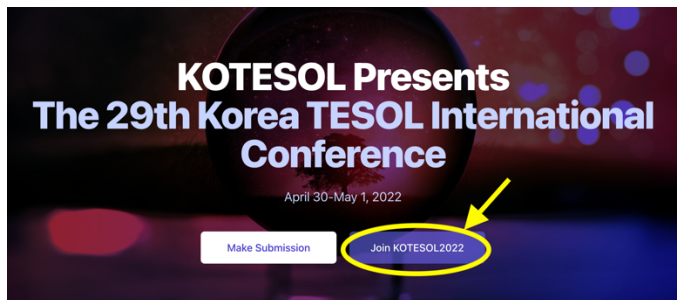 KOTESOL Presents
The 29th Korea TESOL International
Conference
April 30-May 1, 2022
Make Submission
Join KOTESOL2022